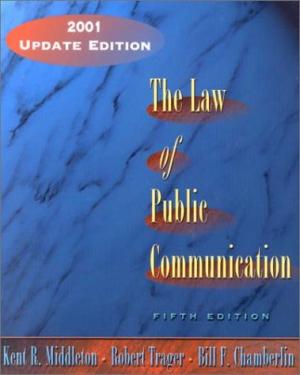 2001
UPDATE EDITION
The Law
of
Public
Communication
FIFTH EDITION
Kent R. Middleton · Robert Trager · Bill F. Chamberlin